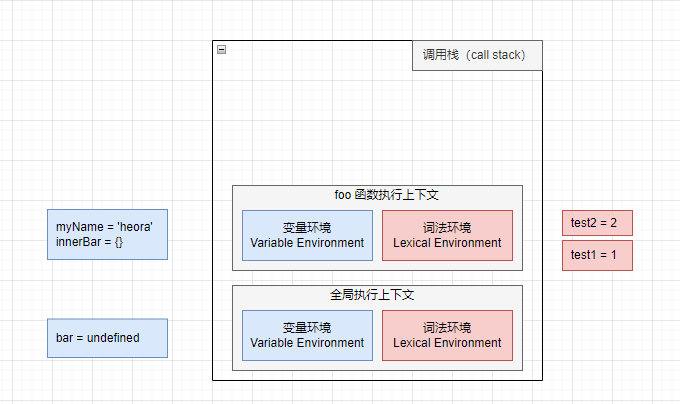 调用栈（call stack）
foo 函数执行上下文
myName = 'heora'
innerBar = {}
变量环境
Variable Environment
词法环境
Lexical Environment
test2 = 2
test1 = 1
全局执行上下文
bar = undefined
变量环境
Variable Environment
词法环境
Lexical Environment